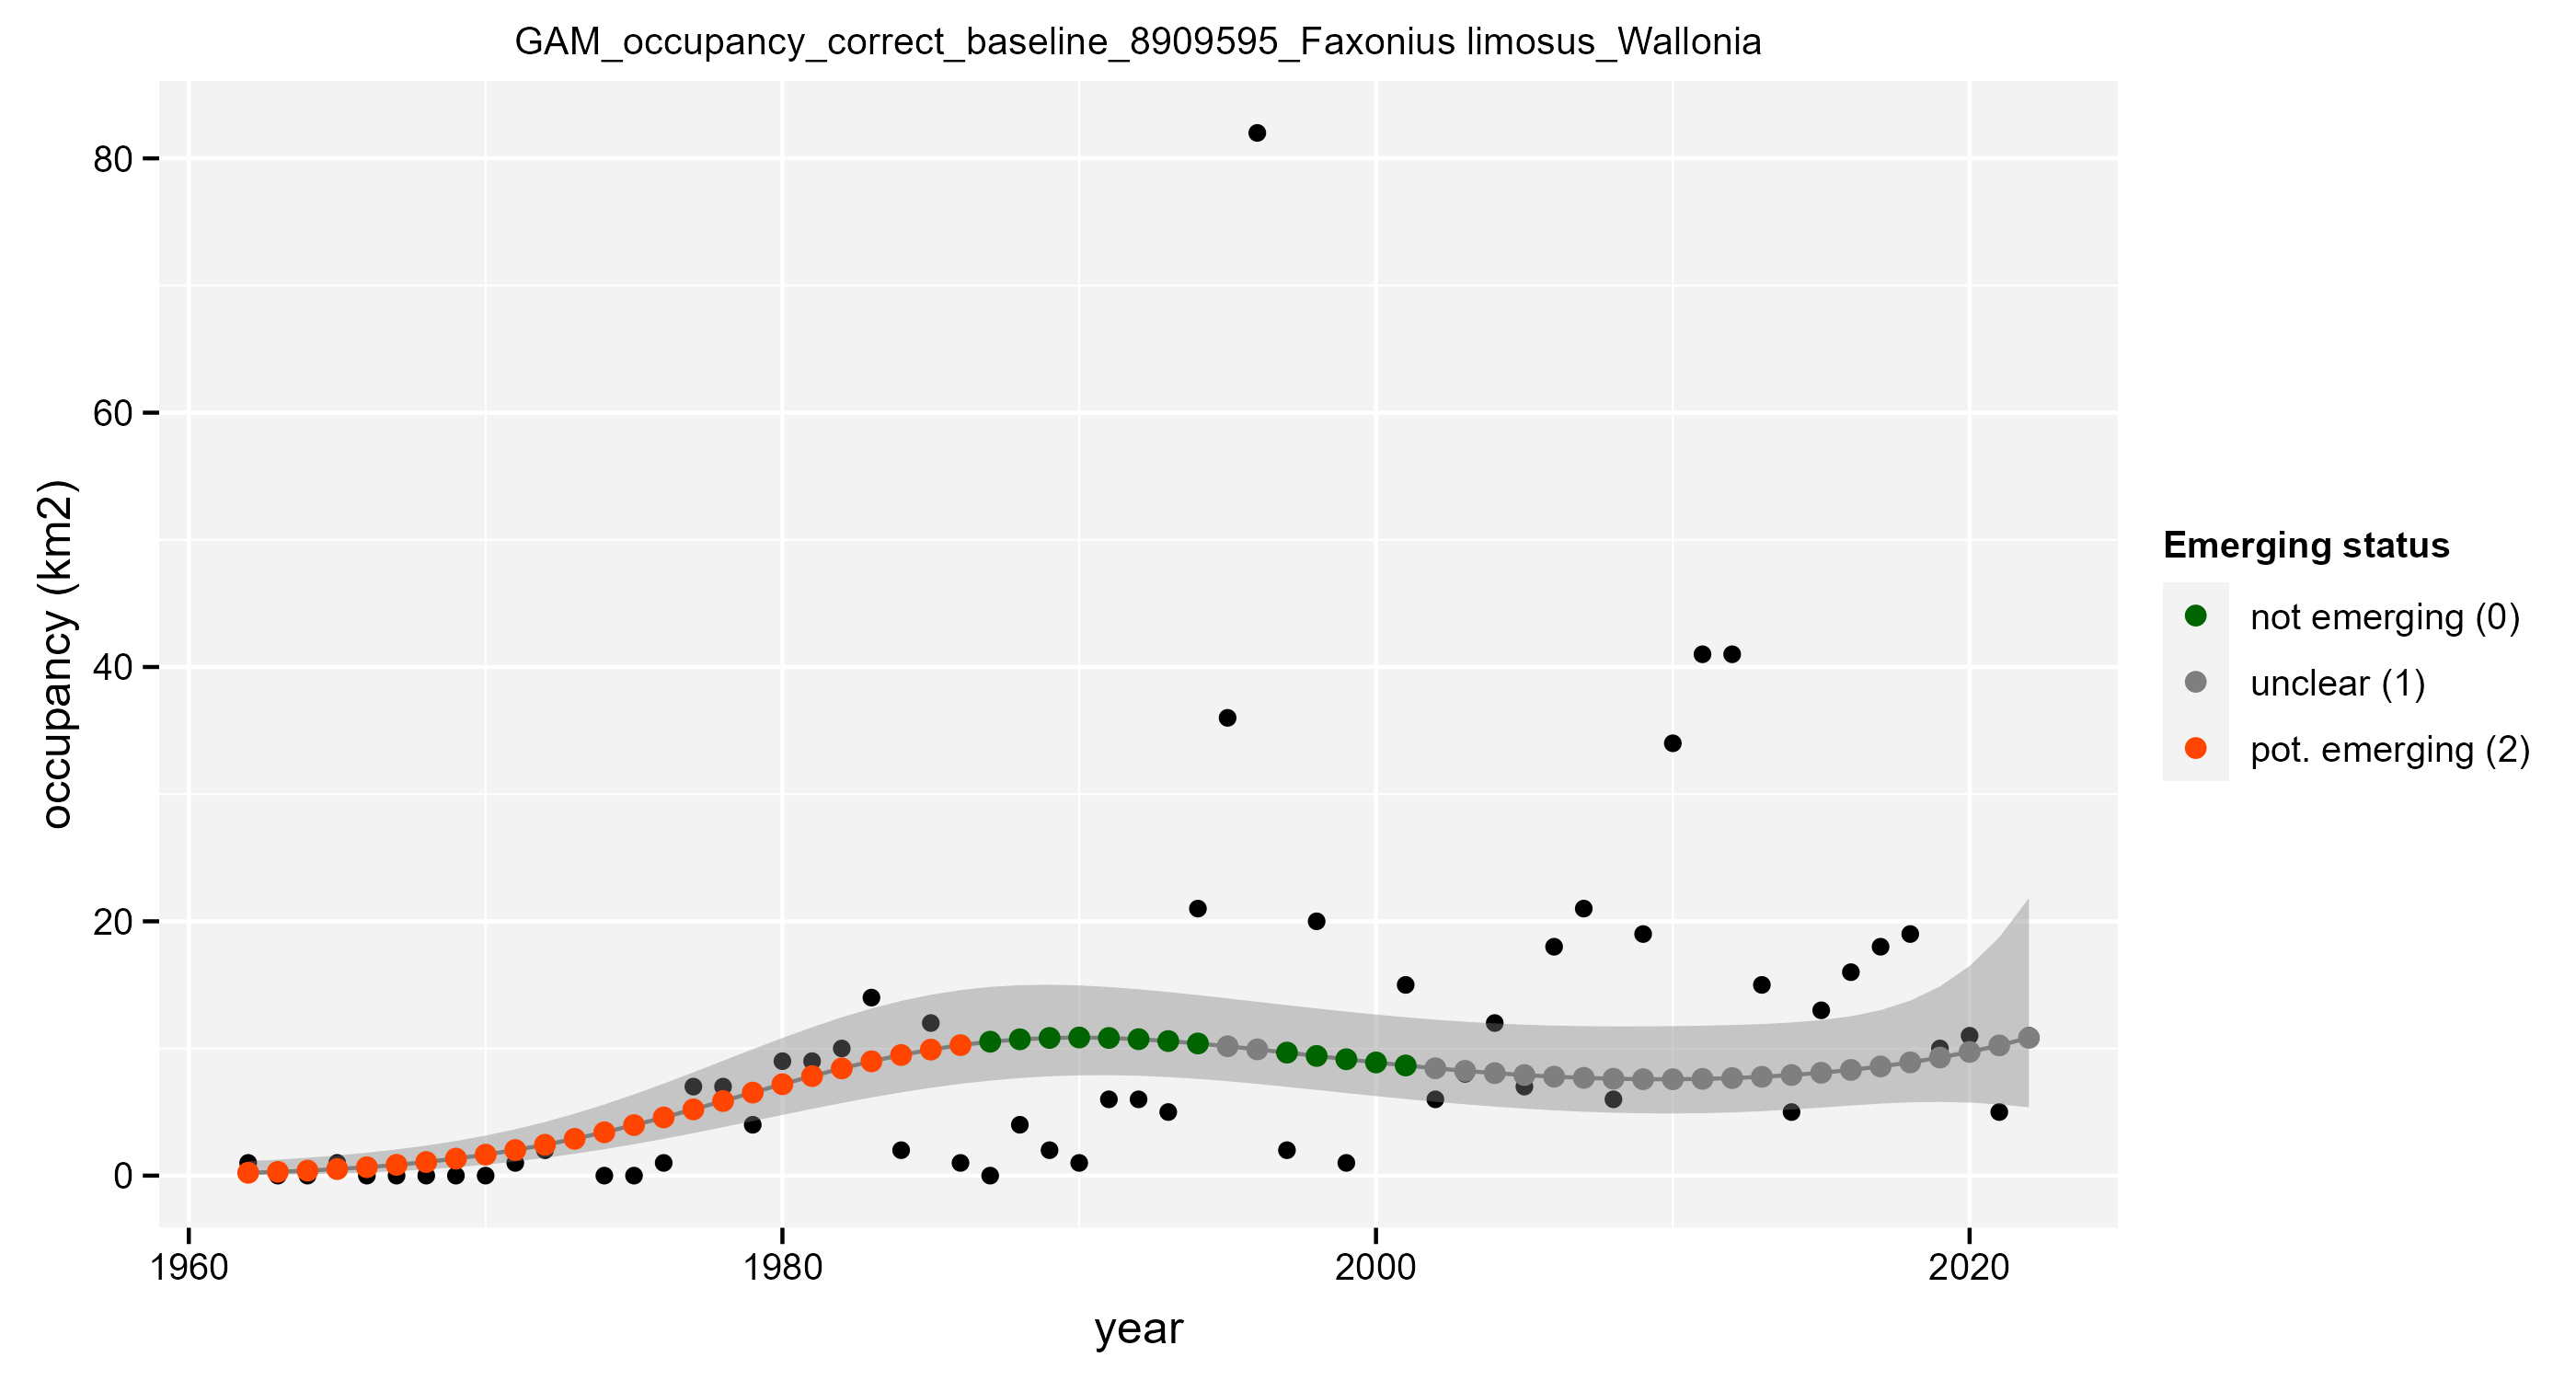 GAM_occupancy_correct_baseline_8909595_Faxonius limosus_Wallonia
80
60
40
20
0
occupancy (km2)
1960
1980
2000
2020
year
Emerging status
not emerging (0)
unclear (1)
pot. emerging (2)